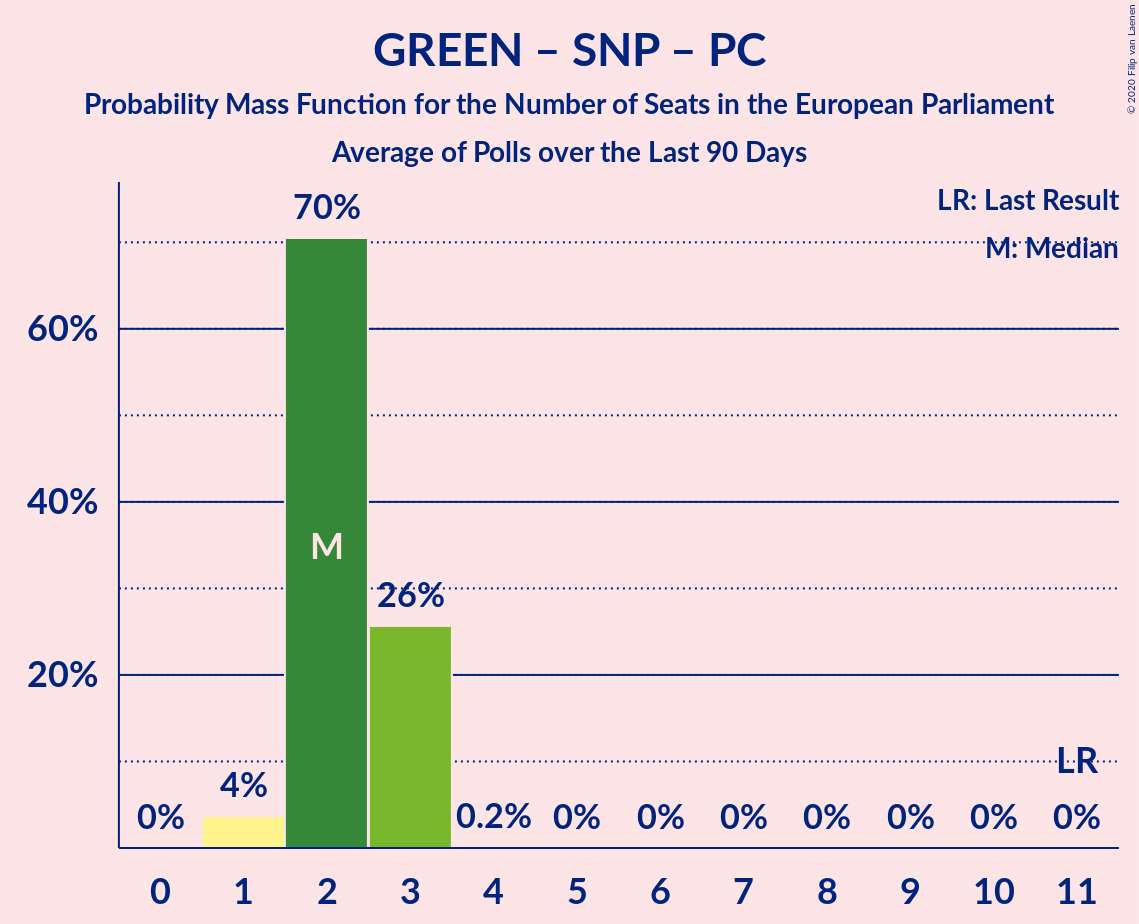 GREEN – SNP – PC
Probability Mass Function for the Number of Seats in the European Parliament
Average of Polls over the Last 90 Days
© 2020 Filip van Laenen
LR: Last Result
M: Median
70%
60%
40%
20%
M
26%
LR
0% 4% 0.2% 0% 0% 0% 0% 0% 0% 0%
0 1 2 3 4 5 6 7 8 9 10 11